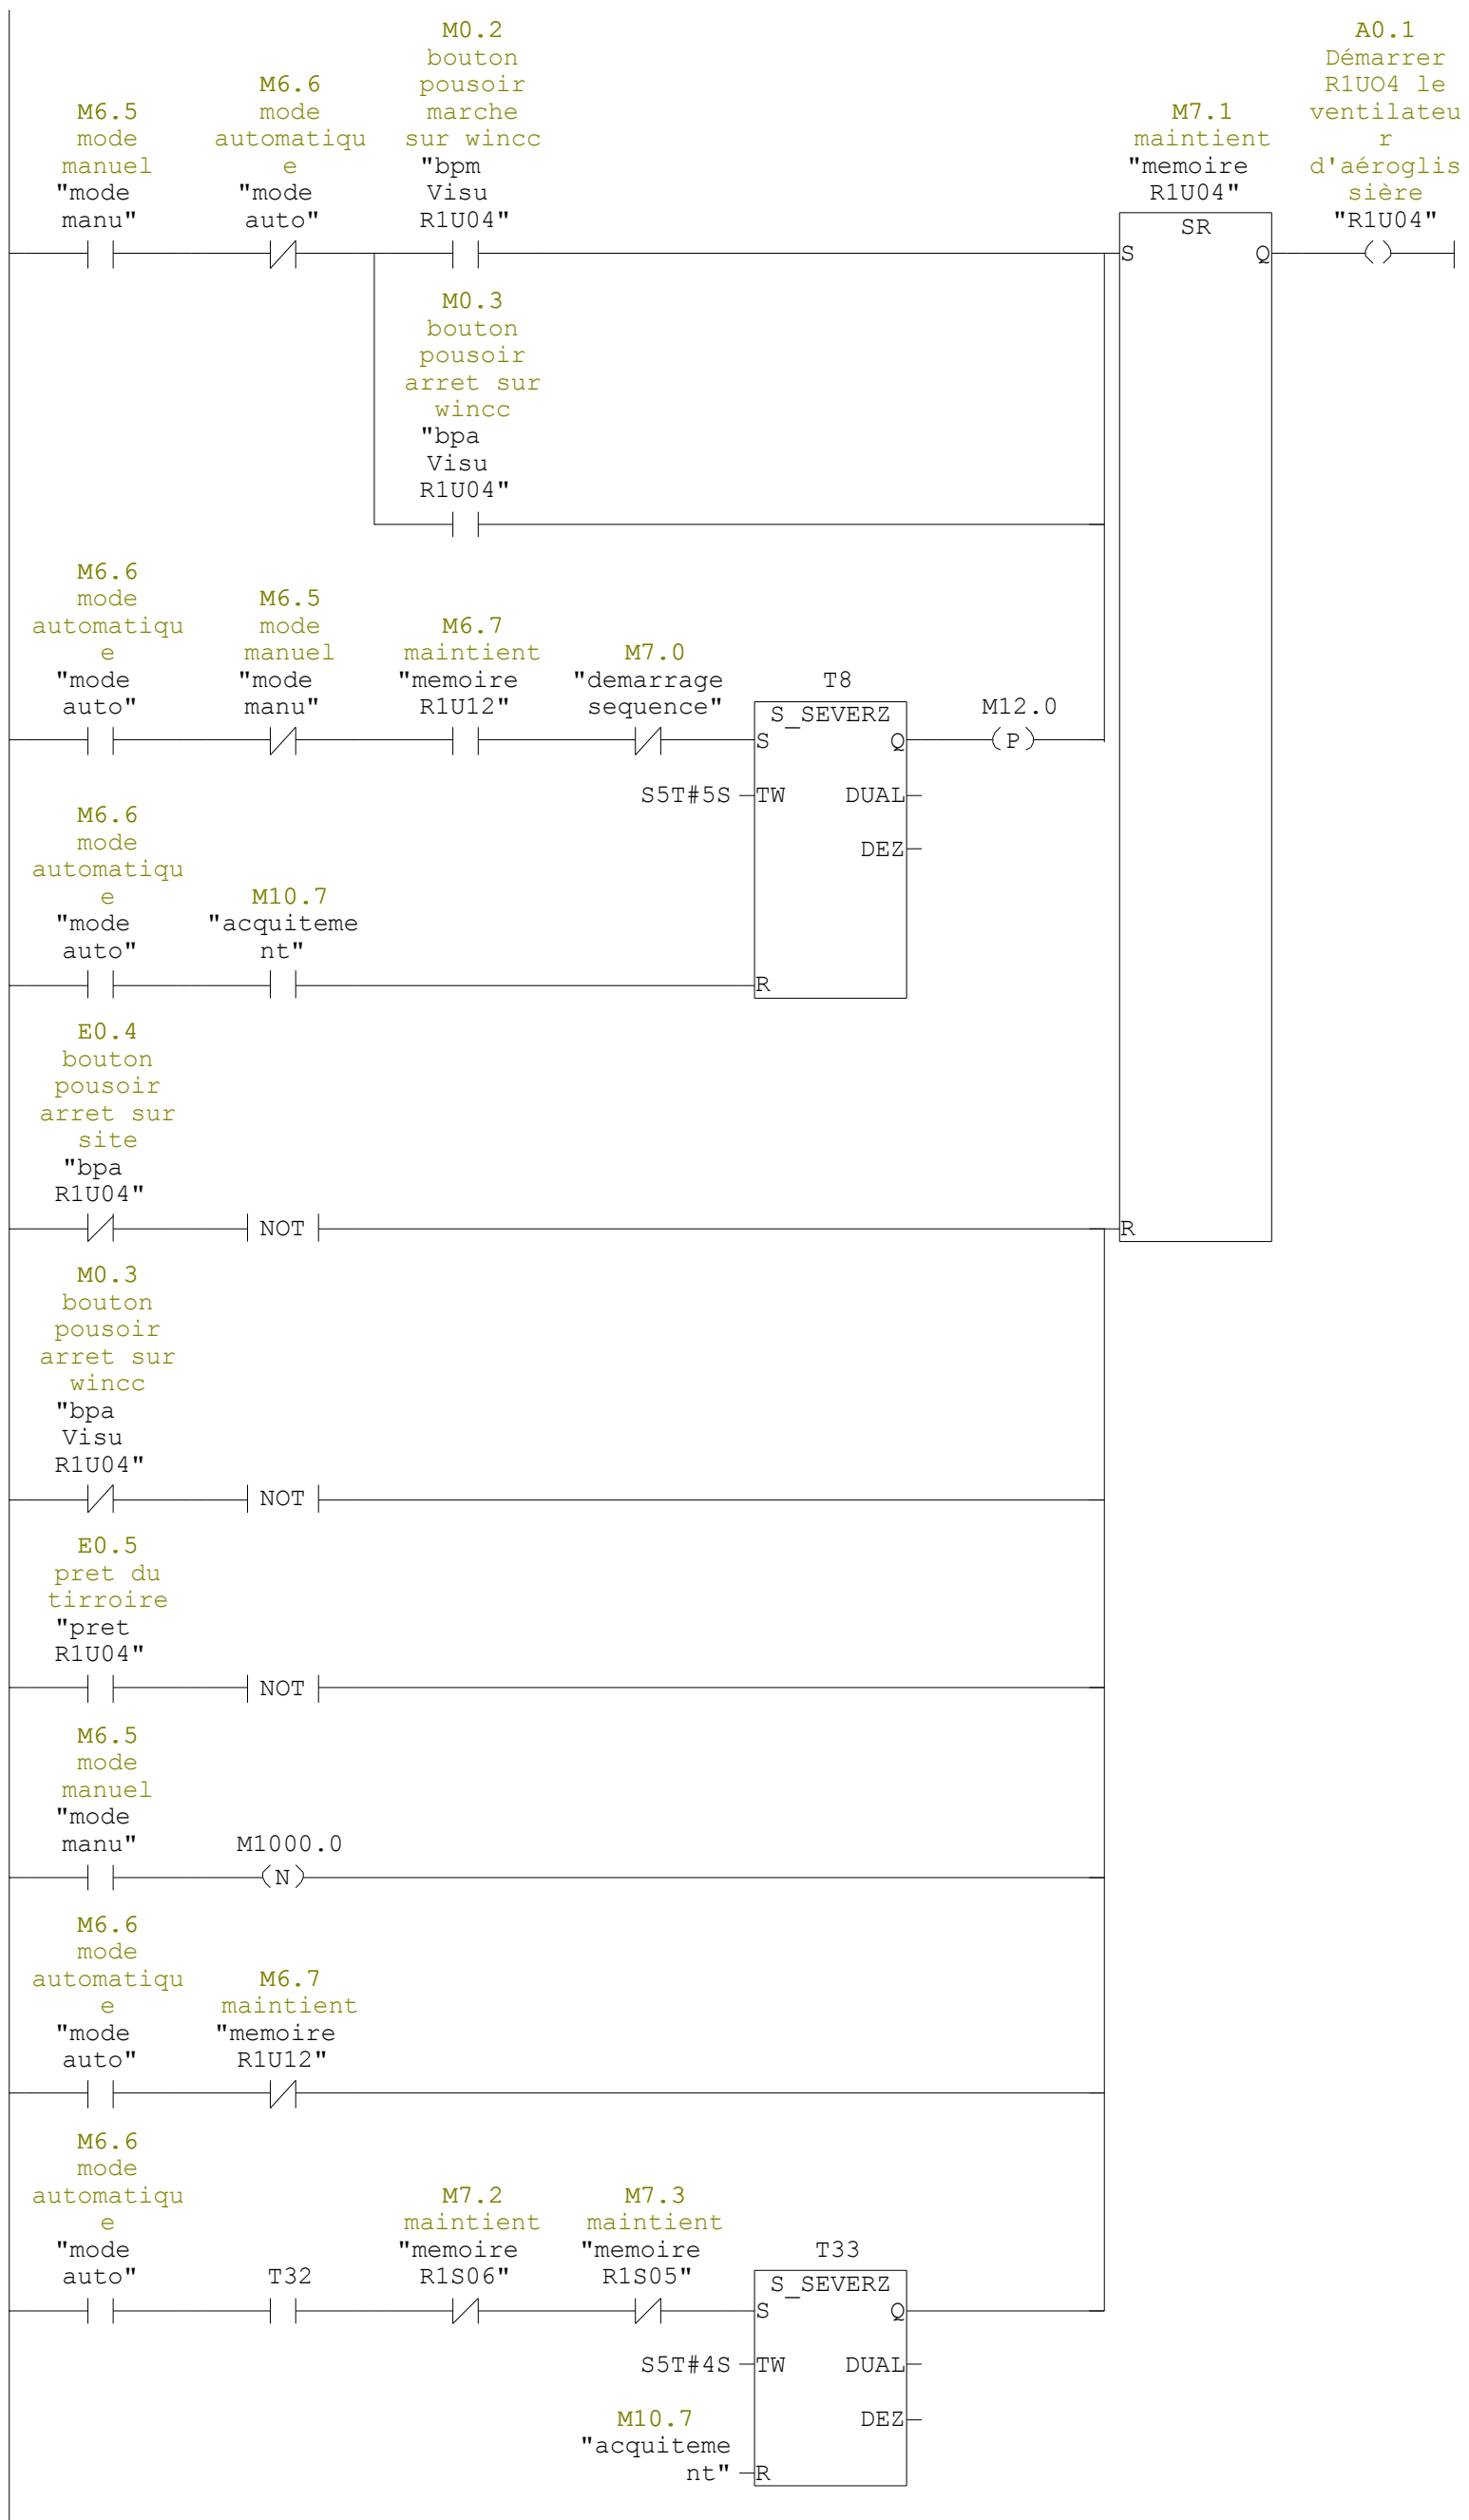 M0.2
bouton
pousoir
marche
sur wincc
"bpm
Visu
R1U04"
A0.1
Démarrer
R1UO4 le
ventilateu
r
d'aéroglis
sière
"R1U04"
M6.6
mode
automatiqu
e
"mode
auto"
M6.5
mode
manuel
"mode
manu"
M7.1
maintient
"memoire
R1U04"
SR
S
Q
M0.3
bouton
pousoir
arret sur
wincc
"bpa
Visu
R1U04"
M6.6
mode
automatiqu
e
"mode
auto"
M6.5
mode
manuel
"mode
manu"
M6.7
maintient
"memoire
R1U12"
M7.0
"demarrage
sequence"
T8
S_SEVERZ
S
Q
M12.0
P
S5T#5S
TW
DUAL
DEZ
M6.6
mode
automatiqu
e
"mode
auto"
M10.7
"acquiteme
nt"
R
E0.4
bouton
pousoir
arret sur
site
"bpa
R1U04"
NOT
R
M0.3
bouton
pousoir
arret sur
wincc
"bpa
Visu
R1U04"
NOT
E0.5
pret du
tirroire
"pret
R1U04"
NOT
M6.5
mode
manuel
"mode
manu"
M1000.0
N
M6.6
mode
automatiqu
e
"mode
auto"
M6.7
maintient
"memoire
R1U12"
M6.6
mode
automatiqu
e
"mode
auto"
T32
M7.2
maintient
"memoire
R1S06"
M7.3
maintient
"memoire
R1S05"
T33
S_SEVERZ
S
Q
S5T#4S
TW
DUAL
DEZ
M10.7
"acquiteme
nt"
R